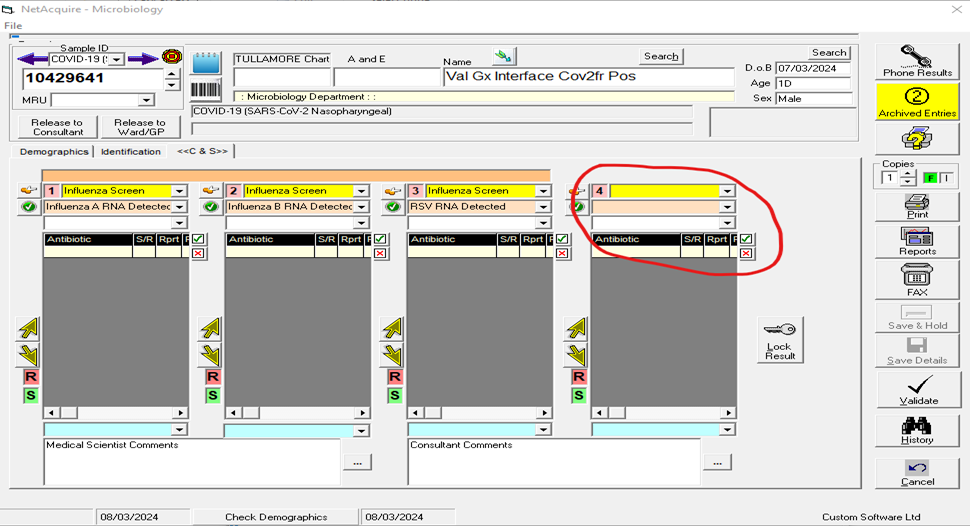 NetAcquire - Microbiology
File
Sample ID
COVID-19 (:
10429641
MRU
Release to Consultant
Release to Ward/GP
TULLAMORE Chart
A and E
Name
Search
Val Gx Interface Cov2fr Pos
: Microbiology Department : :
COVID-19 (SARS-CoV-2 Nasopharyngeal)
Search
D.o.B 07/03/2024
Age 1D
Sex Male
Phone Results
2
Archived Entries
Copies
1
F I
Print
Reports
FAX
Save & Hold
Save Details
Validate
History
Cancel
Demographics
Identification
<<C & S>>
1 Influenza Screen
Influenza A RNA Detected
Antibiotic S/R Rprt
R
S
2 Influenza Screen
Influenza B RNA Detected
Antibiotic S/R Rprt
R
S
3 Influenza Screen
RSV RNA Detected
Antibiotic S/R Rprt
R
S
4
Antibiotic S/R Rprt
R
S
Lock Result
Medical Scientist Comments
...
Consultant Comments
...
08/03/2024
Check Demographics
08/03/2024
Custom Software Ltd